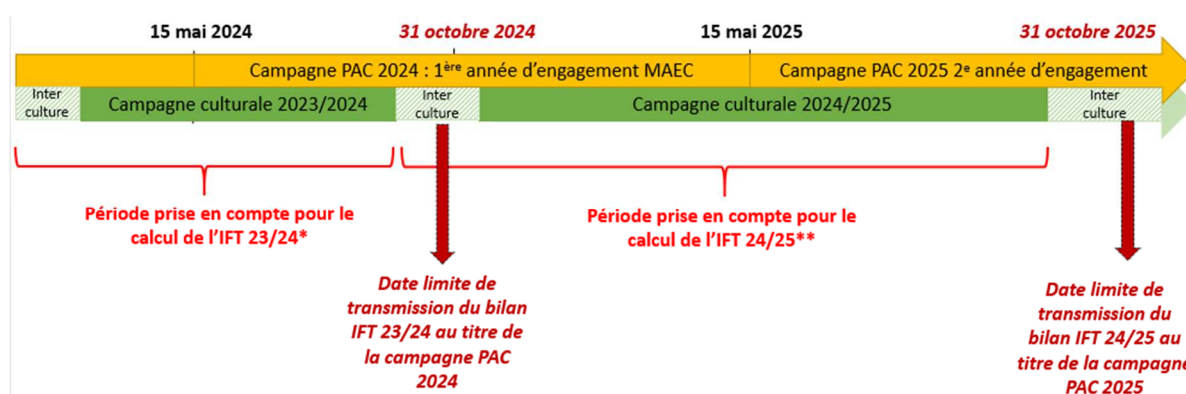 15 mai 2024
31 octobre 2024
15 mai 2025
31 octobre 2025
Campagne PAC 2024 : 1ère année d'engagement MAEC
Campagne PAC 2025 2e année d'engagement
Inter
culture
Campagne culturale 2023/2024
Inter
culture
Campagne culturale 2024/2025
Inter
culture
Période prise en compte pour le
calcul de l'IFT 23/24*
Période prise en compte pour le
calcul de l'IFT 24/25**
Date limite de
transmission du bilan
IFT 23/24 au titre de
la campagne PAC
2024
Date limite de
transmission du
bilan IFT 24/25 au
titre de la campagne
PAC 2025